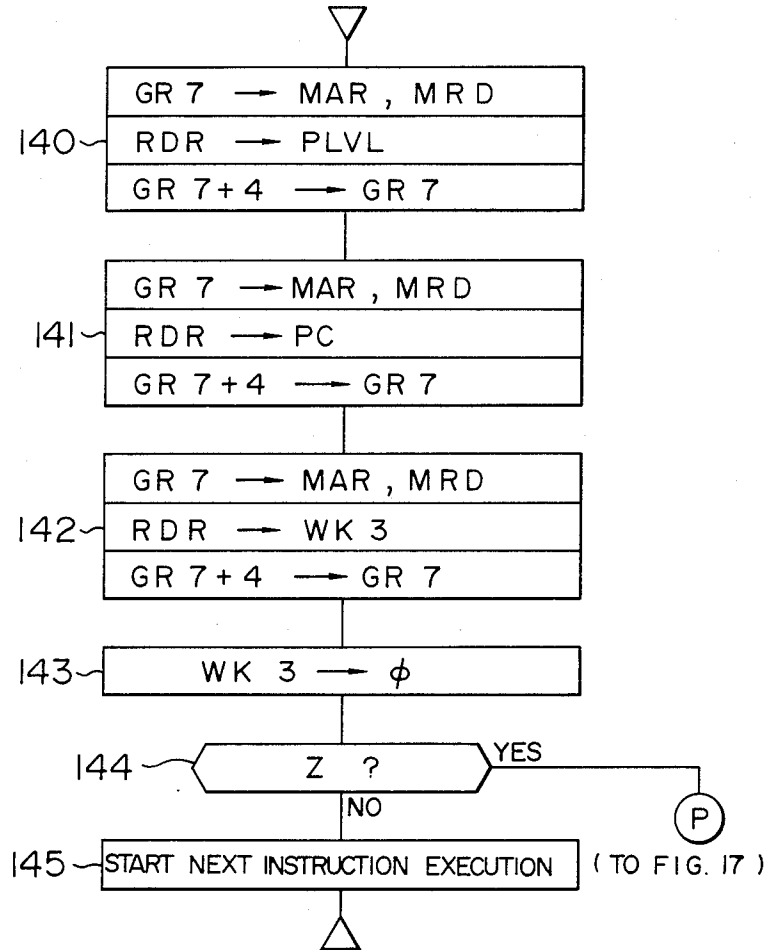 GR 7 → MAR , MRD
140 RDR → PLVL
GR 7+4 → GR 7
GR 7 → MAR , MRD
141 RDR → PC
GR 7+4 → GR 7
GR 7 → MAR , MRD
142 RDR → WK 3
GR 7+4 → GR 7
143 WK 3 → ϕ
144 Z ? YES
NO P
145 START NEXT INSTRUCTION EXECUTION ( TO FIG. 17 )